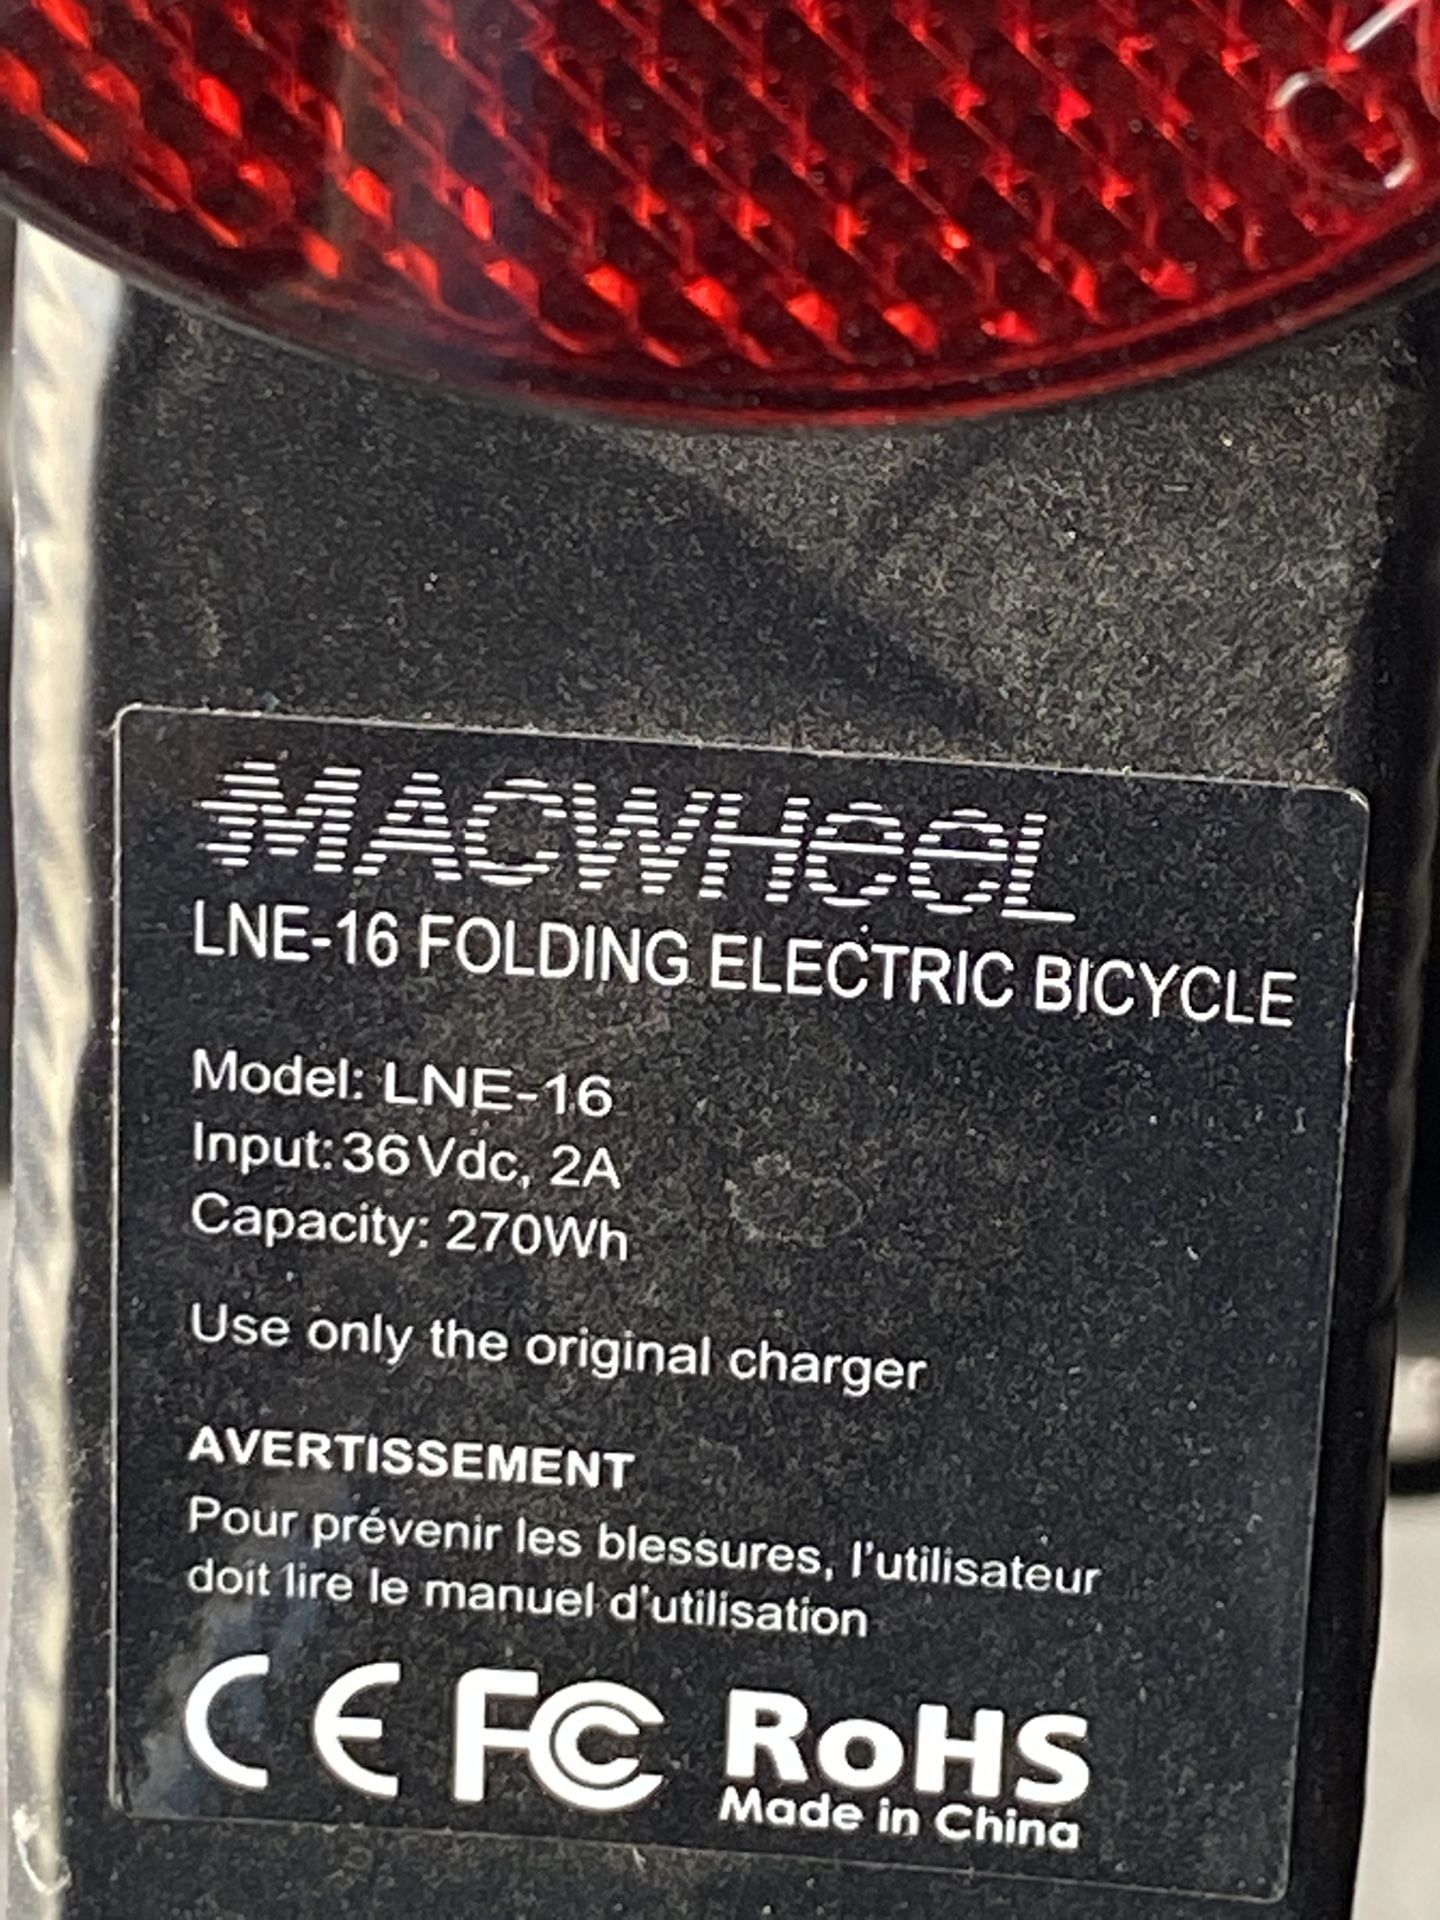 MACWHeeL
LNE-16 FOLDING ELECTRIC BICYCLE
Model: LNE-16
Input: 36Vdc, 2A
Capacity: 270Wh
Use only the original charger
AVERTISSEMENT
Pour prévenir les blessures, l'utilisateur
doit lire le manuel d'utilisation
CE FC RoHS
Made in China